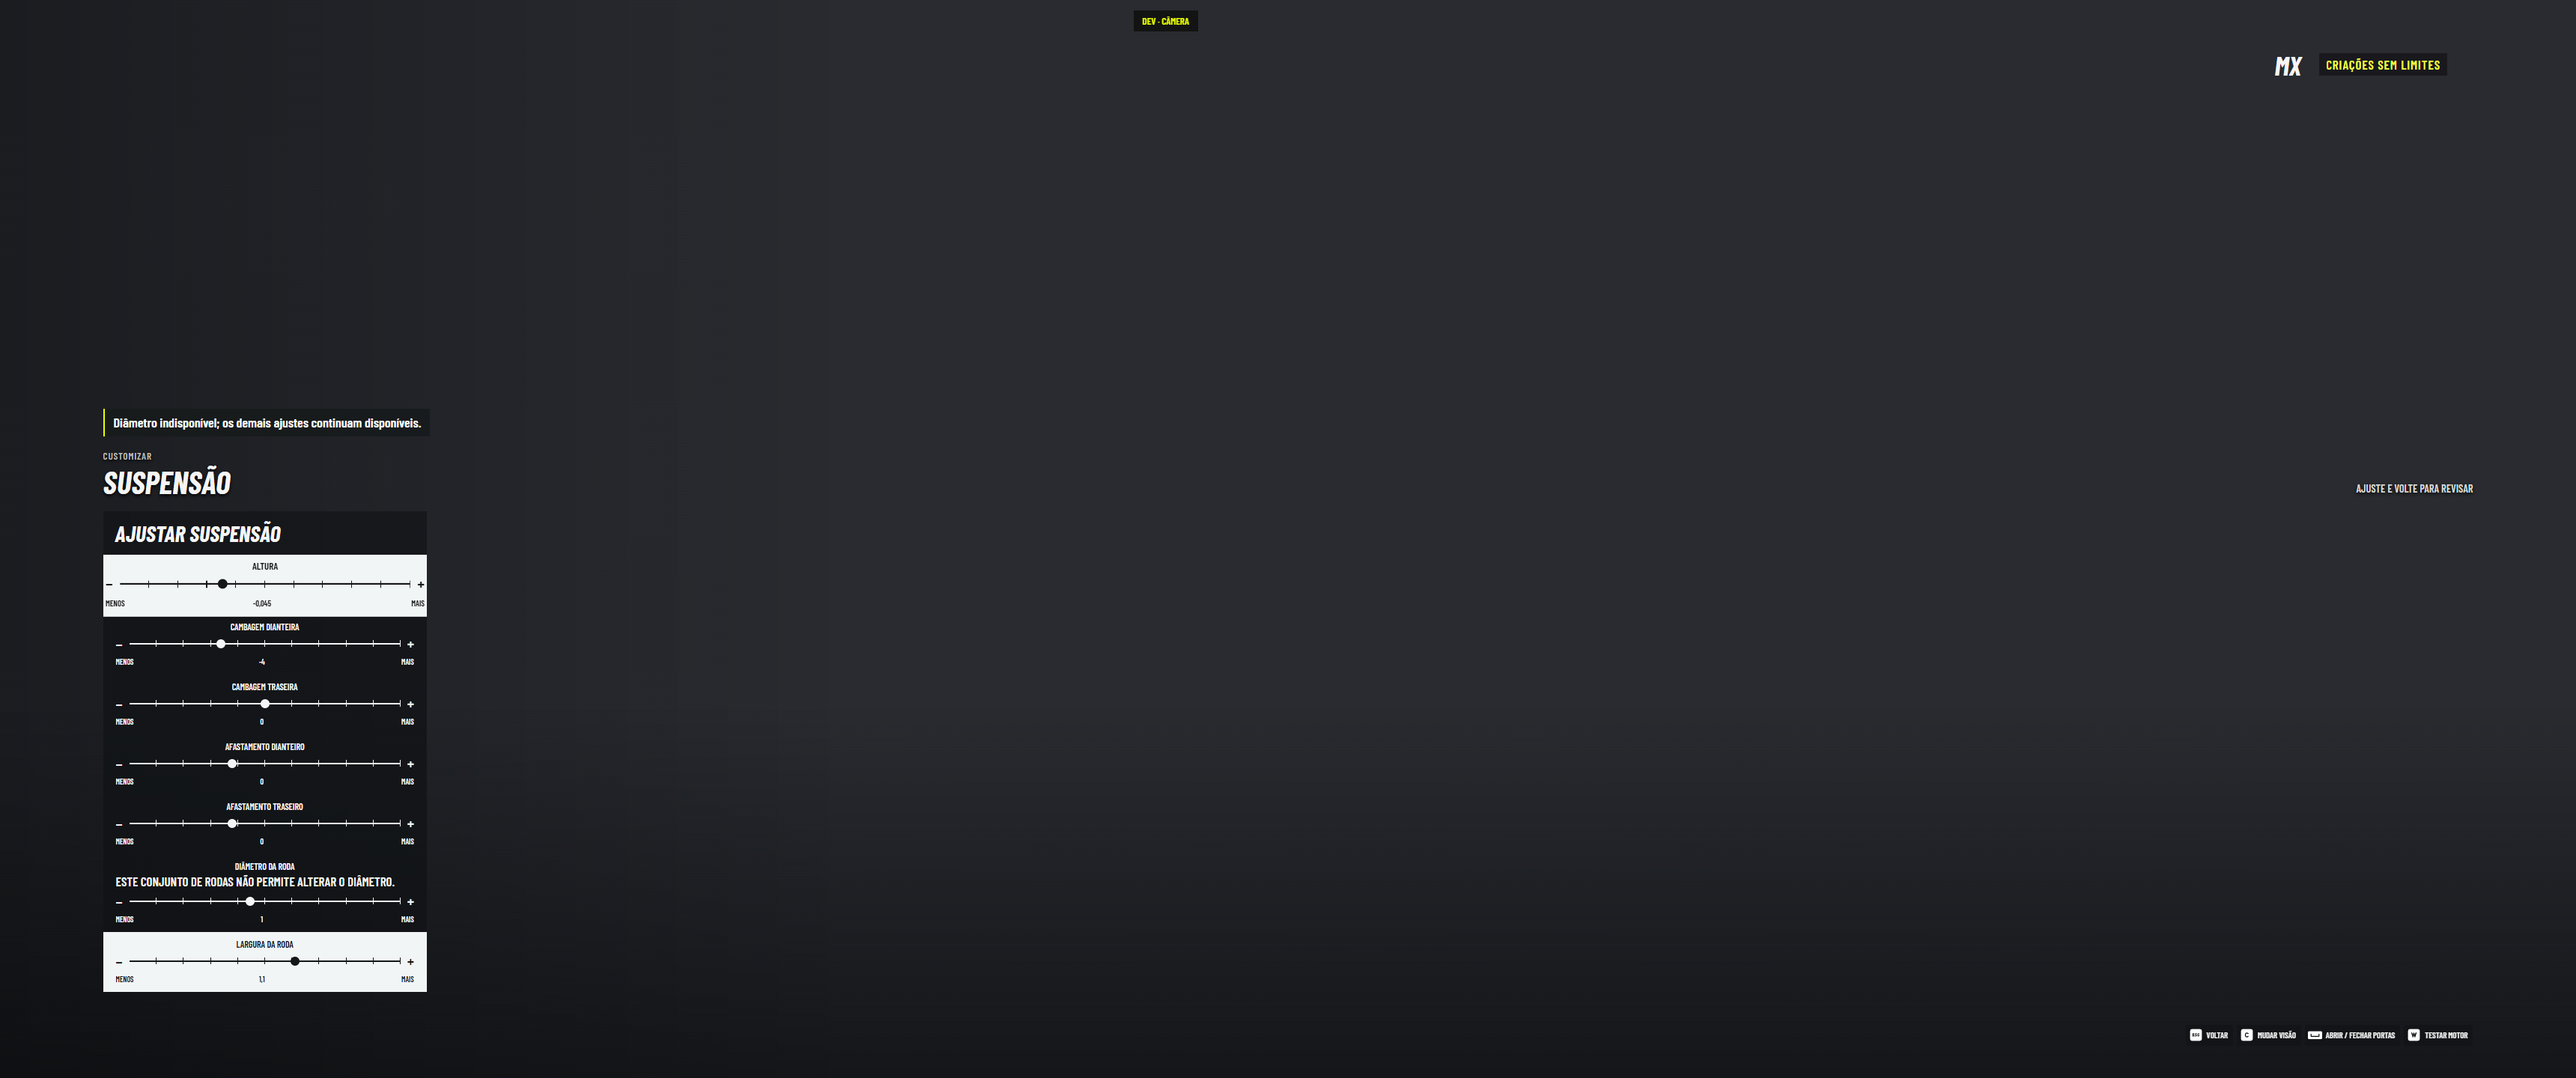 DEV - CÂMERA
MX CRIAÇÕES SEM LIMITES
Diâmetro indisponível; os demais ajustes continuam disponíveis.
CUSTOMIZAR
SUSPENSÃO
AJUSTE E VOLTE PARA REVISAR
AJUSTAR SUSPENSÃO
ALTURA
– +
MENOS -0,045 MAIS
CAMBAGEM DIANTEIRA
– +
MENOS -4 MAIS
CAMBAGEM TRASEIRA
– +
MENOS 0 MAIS
AFASTAMENTO DIANTEIRO
– +
MENOS 0 MAIS
AFASTAMENTO TRASEIRO
– +
MENOS 0 MAIS
DIÂMETRO DA RODA
ESTE CONJUNTO DE RODAS NÃO PERMITE ALTERAR O DIÂMETRO.
– +
MENOS 1 MAIS
LARGURA DA RODA
– +
MENOS 1,1 MAIS
ESC VOLTAR C MUDAR VISÃO ABRIR / FECHAR PORTAS W TESTAR MOTOR